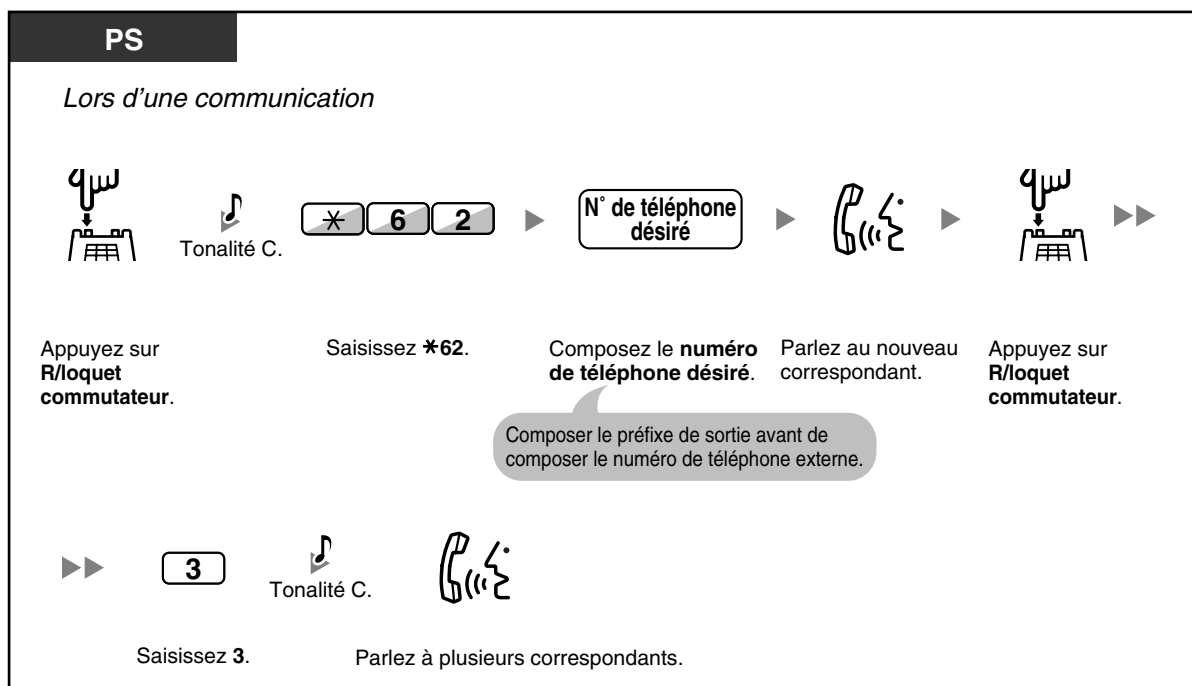 PS
Lors d'une communication
Tonalité C.
* 6 2
N° de téléphone
désiré
Appuyez sur
R/loquet
commutateur.
Saisissez *62.
Composez le numéro
de téléphone désiré.
Parlez au nouveau
correspondant.
Appuyez sur
R/loquet
commutateur.
Composer le préfixe de sortie avant de
composer le numéro de téléphone externe.
3
Tonalité C.
Saisissez 3.
Parlez à plusieurs correspondants.